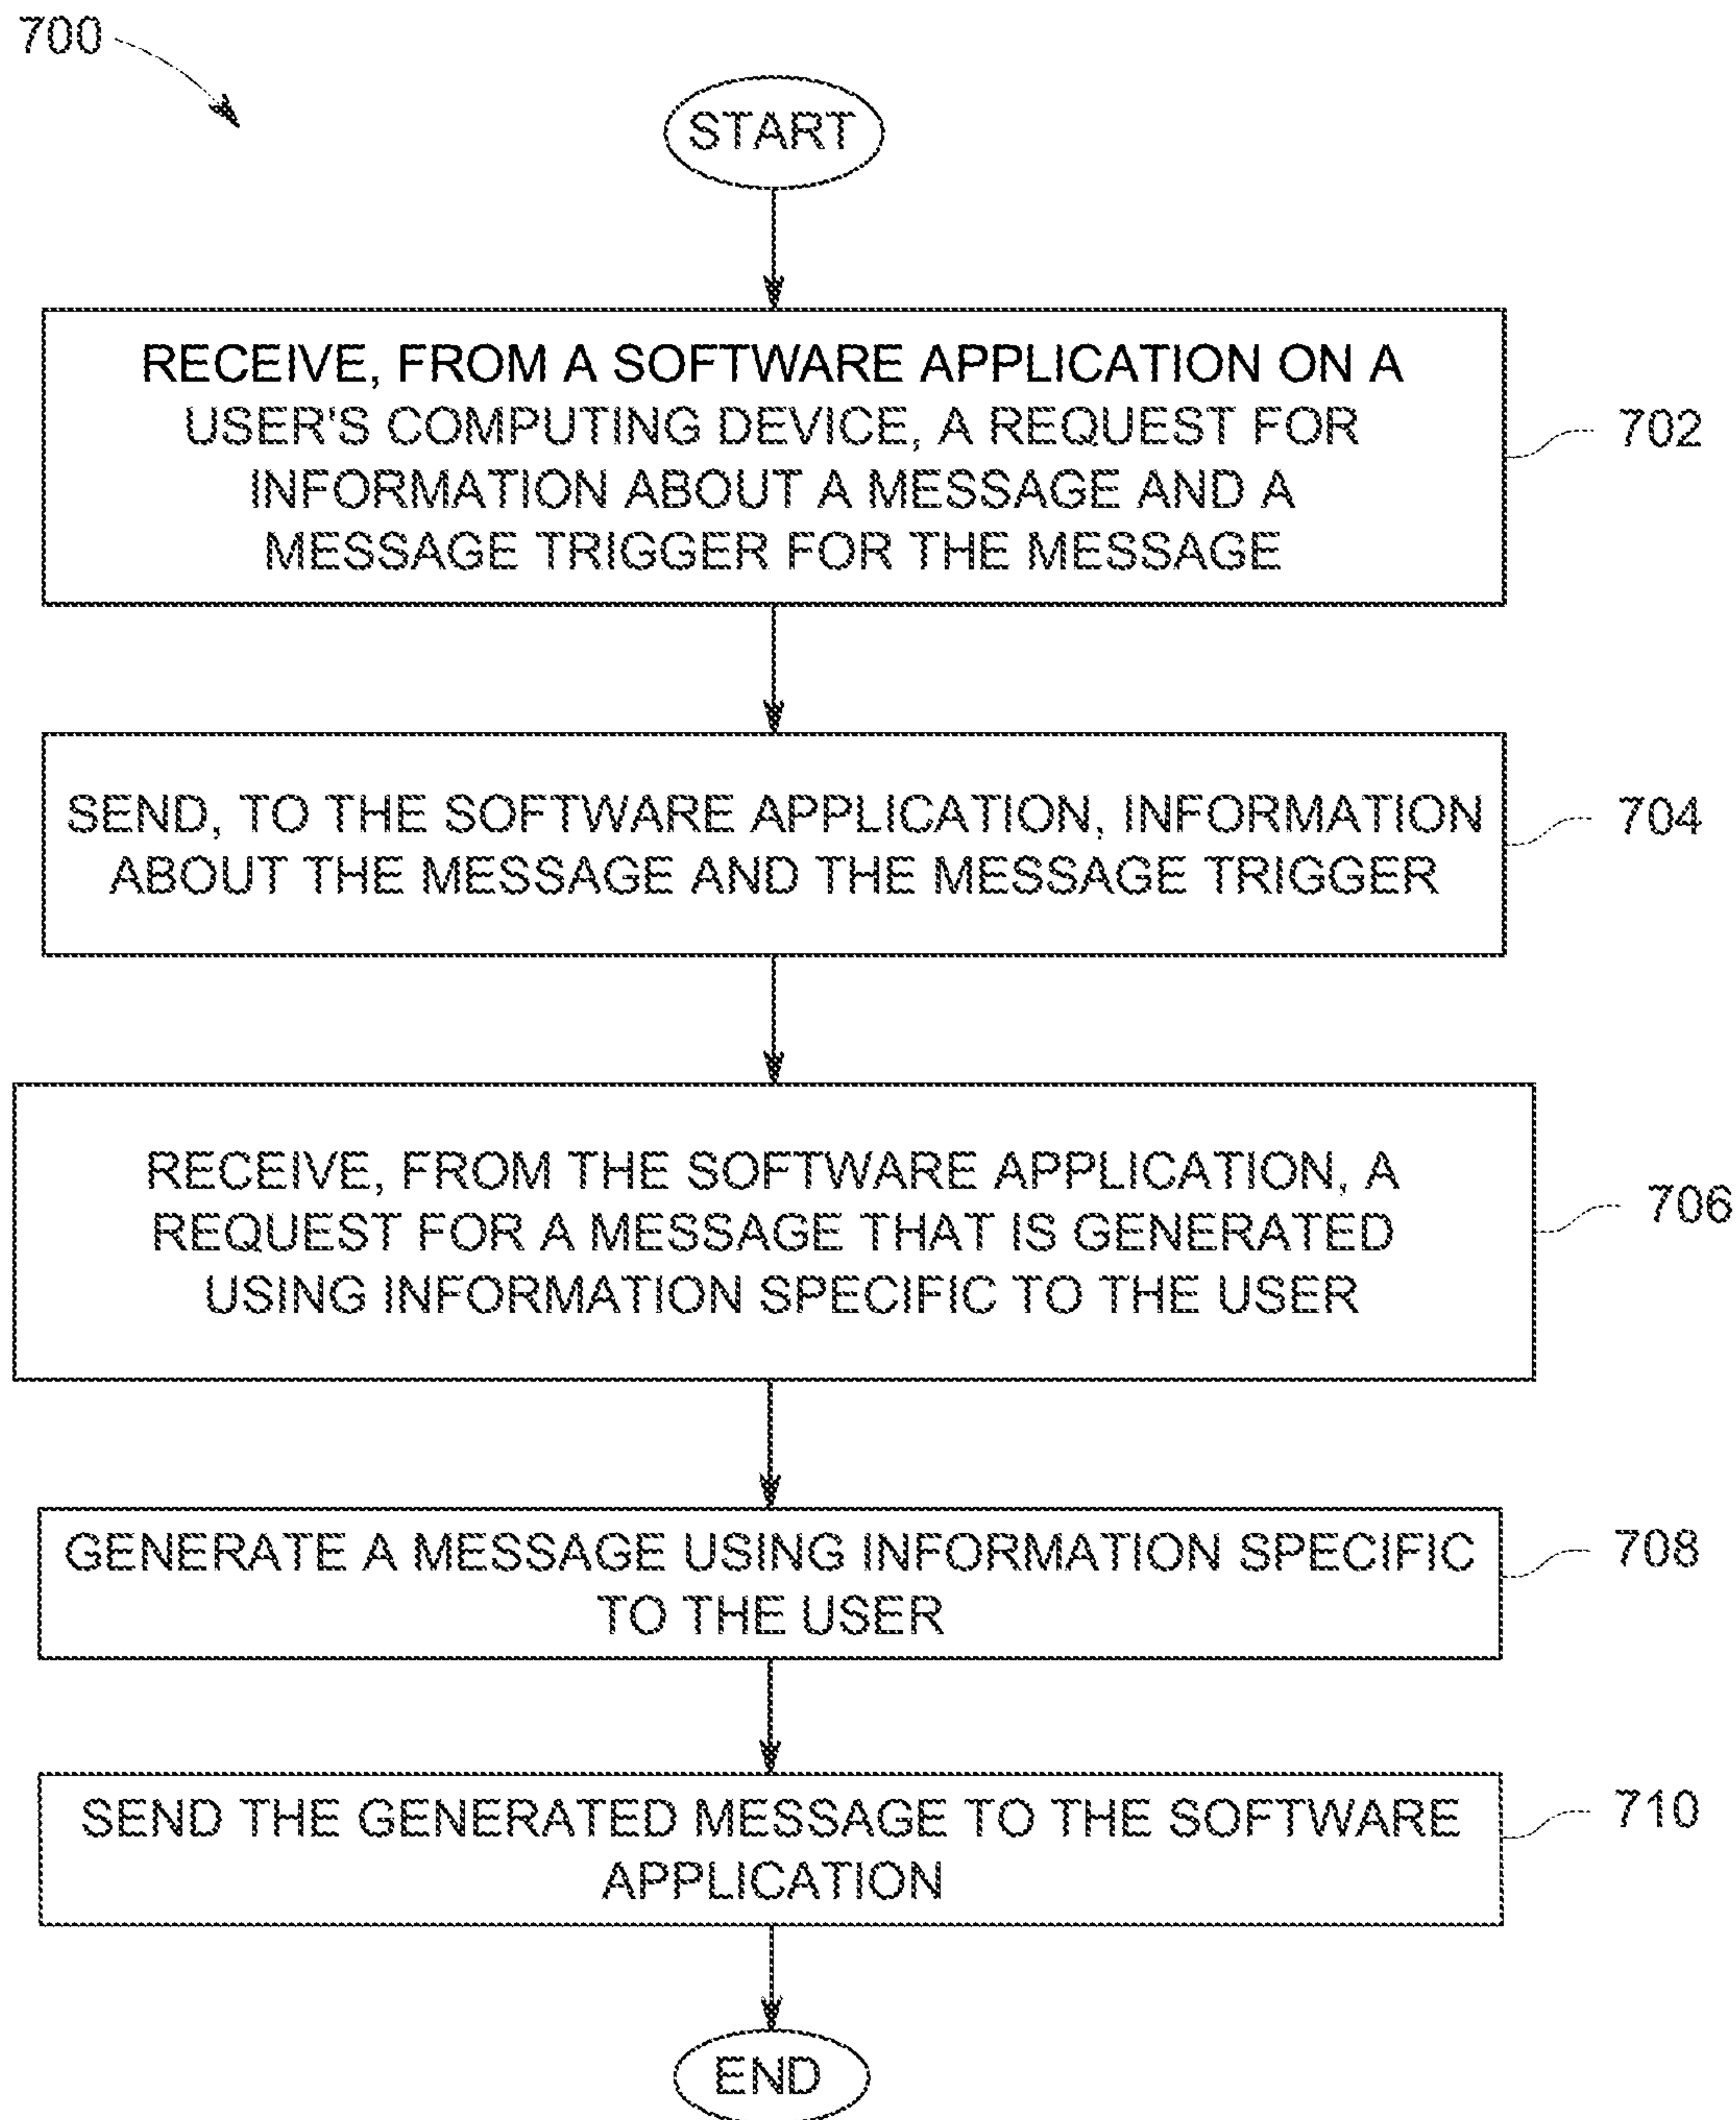 700
START
RECEIVE, FROM A SOFTWARE APPLICATION ON A
USER'S COMPUTING DEVICE, A REQUEST FOR
INFORMATION ABOUT A MESSAGE AND A
MESSAGE TRIGGER FOR THE MESSAGE
702
SEND, TO THE SOFTWARE APPLICATION, INFORMATION
ABOUT THE MESSAGE AND THE MESSAGE TRIGGER
704
RECEIVE, FROM THE SOFTWARE APPLICATION, A
REQUEST FOR A MESSAGE THAT IS GENERATED
USING INFORMATION SPECIFIC TO THE USER
706
GENERATE A MESSAGE USING INFORMATION SPECIFIC
TO THE USER
708
SEND THE GENERATED MESSAGE TO THE SOFTWARE
APPLICATION
710
END